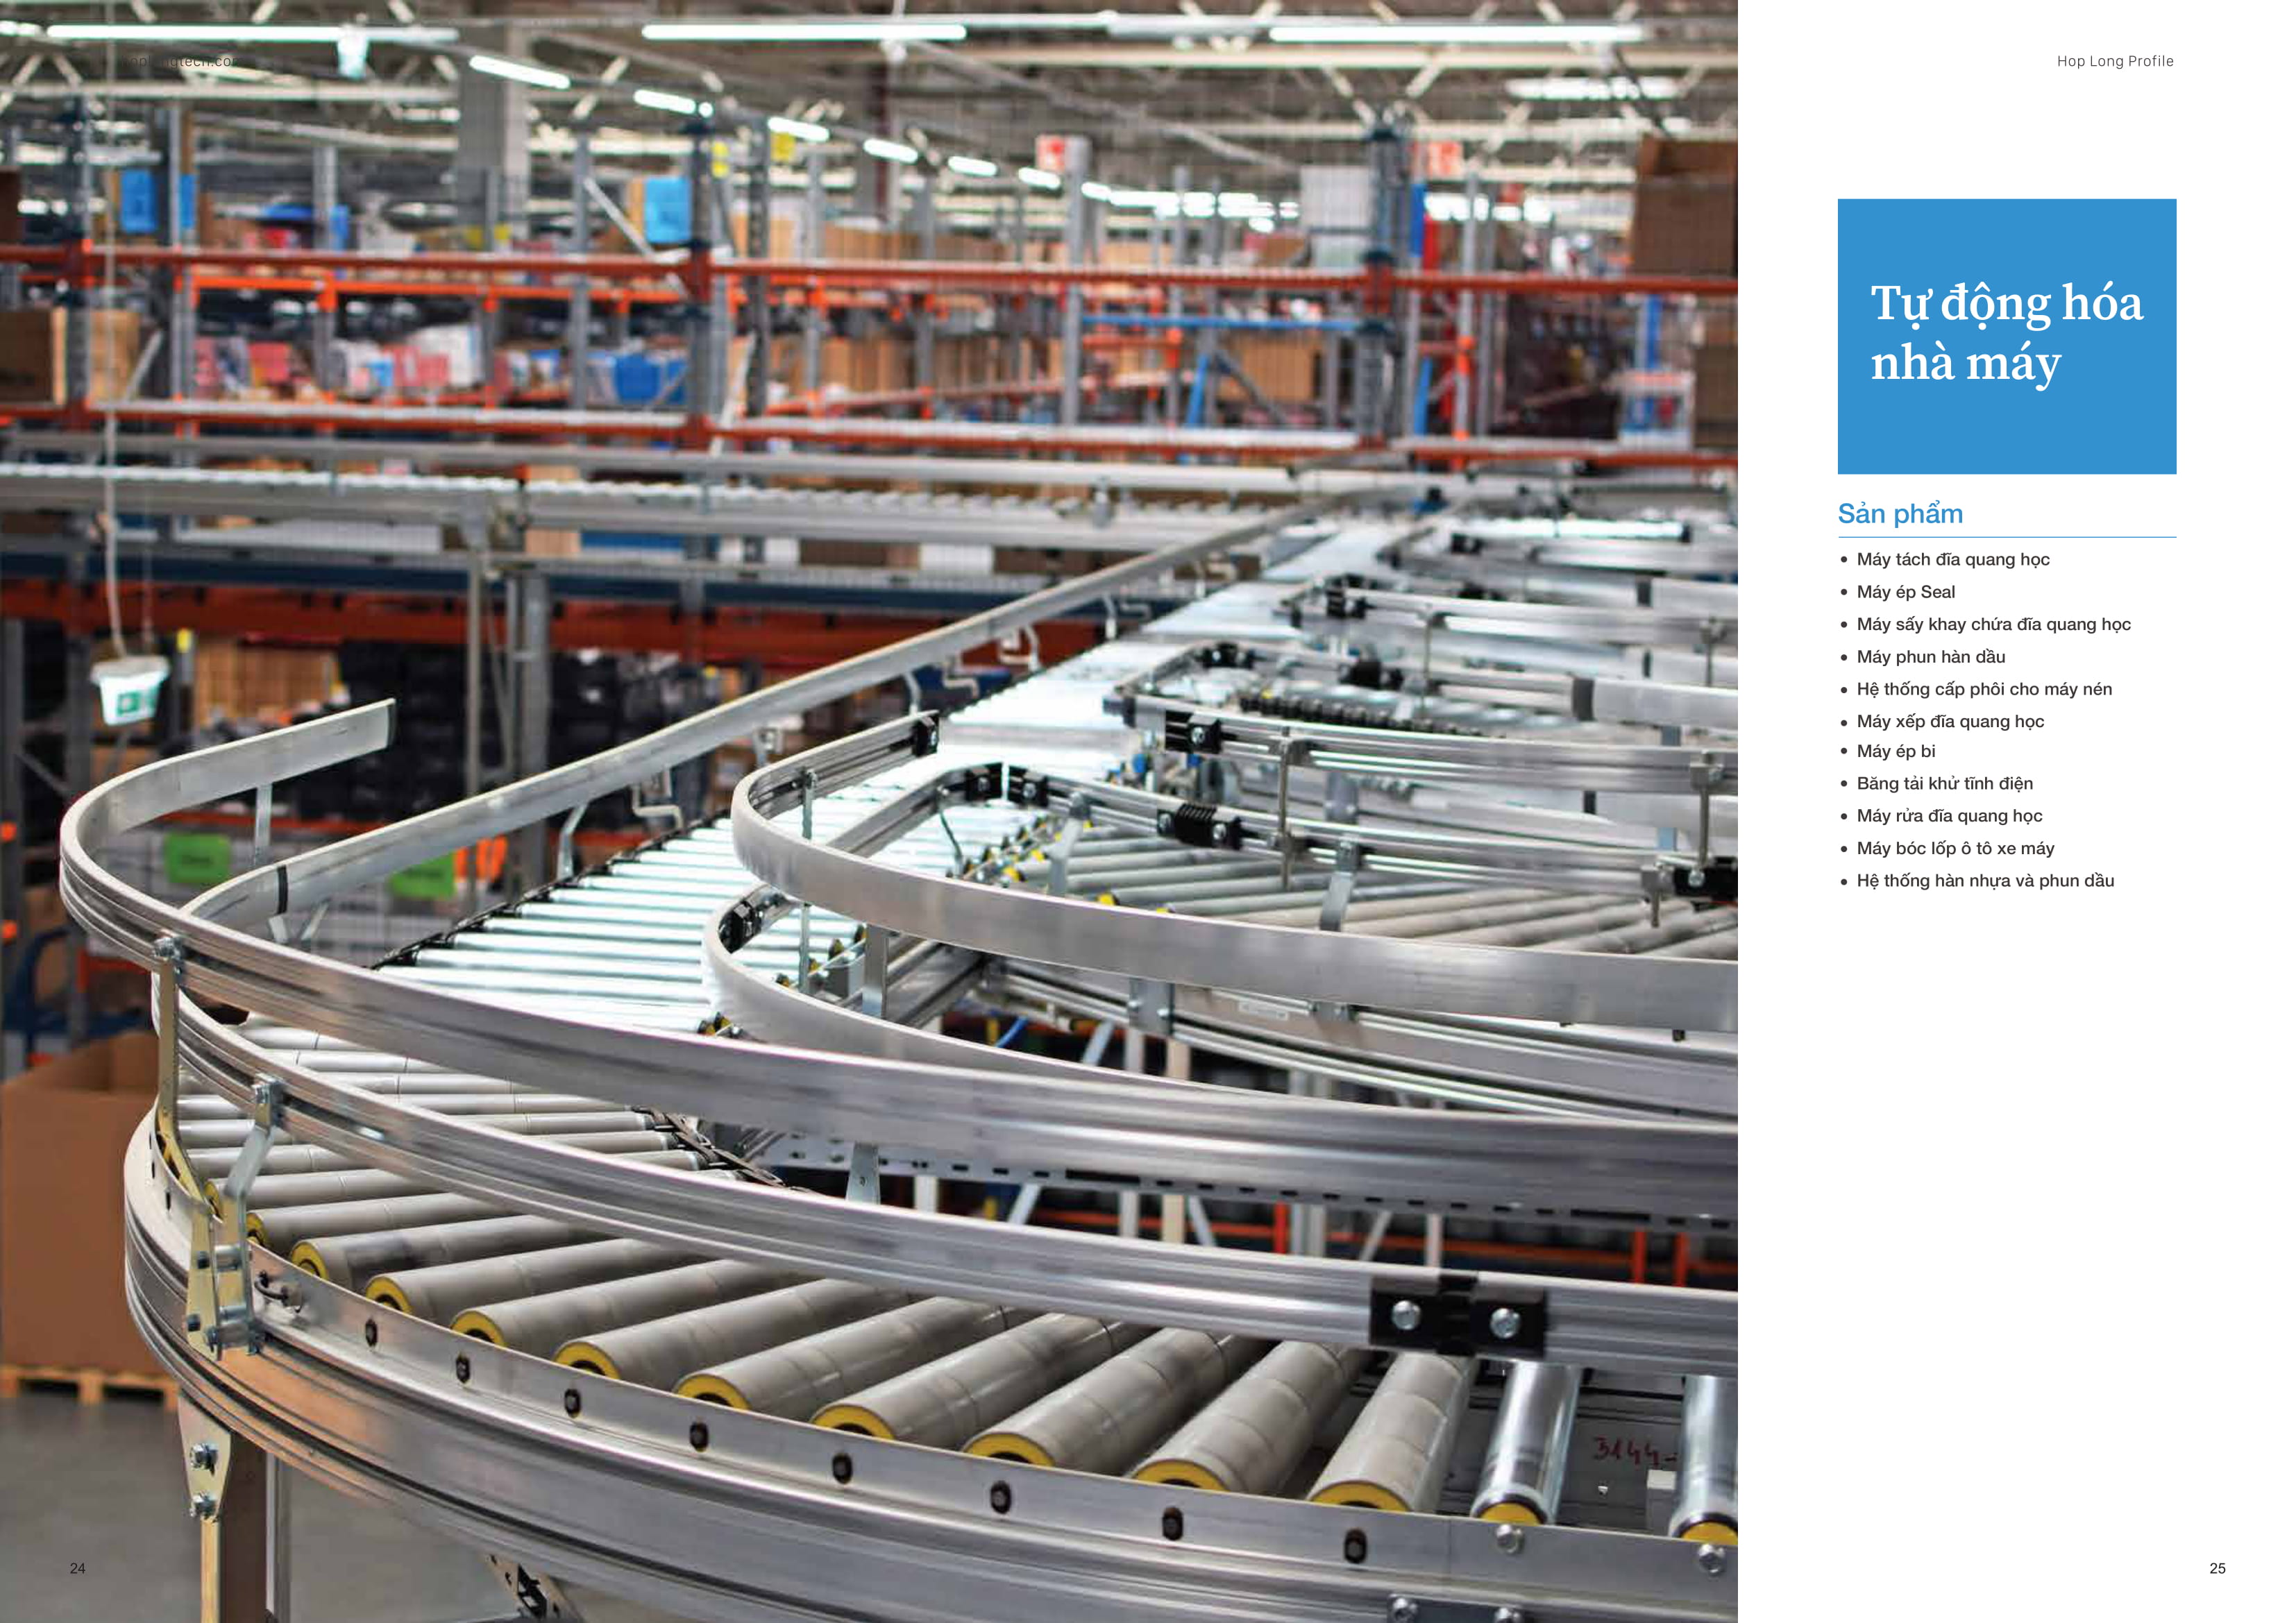 Hop Long Profile
Tự động hóa
nhà máy
Sản phẩm
• Máy tách đĩa quang học
• Máy ép Seal
• Máy sấy khay chứa đĩa quang học
• Máy phun hàn dầu
• Hệ thống cấp phôi cho máy nén
• Máy xếp đĩa quang học
• Máy ép bi
• Băng tải khử tĩnh điện
• Máy rửa đĩa quang học
• Máy bóc lốp ô tô xe máy
• Hệ thống hàn nhựa và phun dầu
24
25